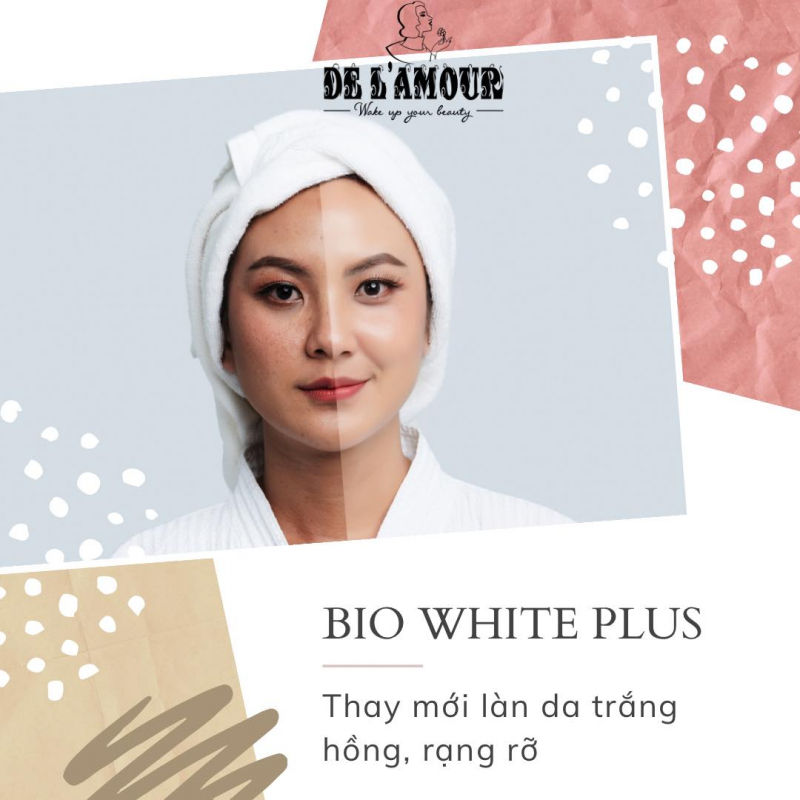 DE L'AMOUR
Wake up your beauty
BIO WHITE PLUS
Thay mới làn da trắng
hồng, rạng rỡ